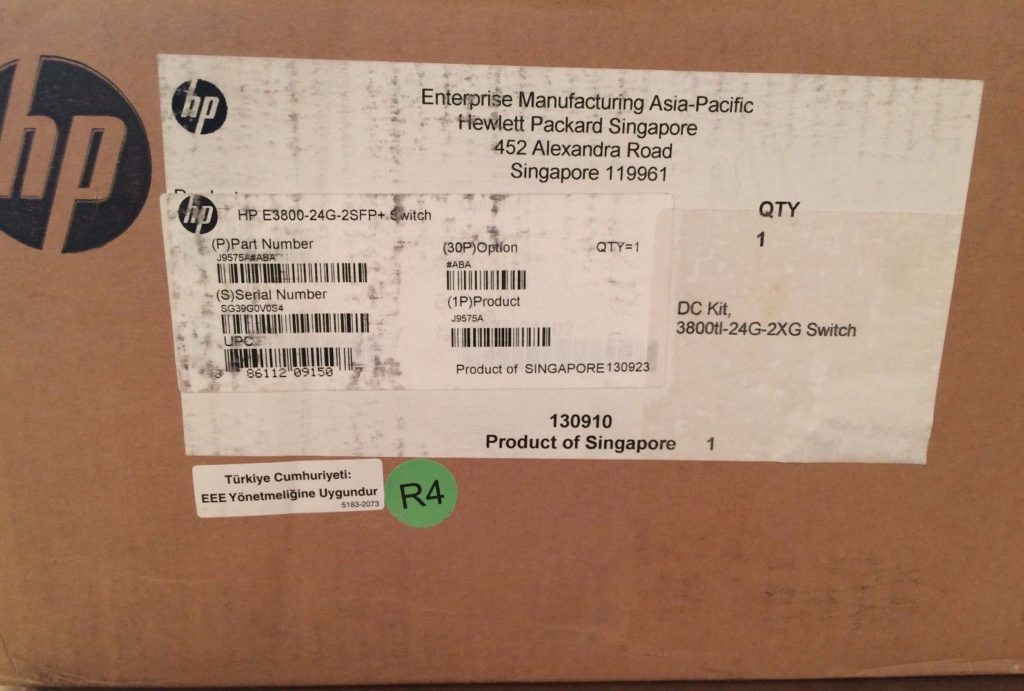 hp
hp
Enterprise Manufacturing Asia-Pacific
Hewlett Packard Singapore
452 Alexandra Road
Singapore 119961
hp
HP E3800-24G-2SFP+ Switch
(P)Part Number
J9575A#ABA
(S)Serial Number
SG39G0V0S4
UPC
3 86112 09150 7
(30P)Option
QTY=1
#ABA
(1P)Product
J9575A
Product of SINGAPORE130923
QTY
1
DC Kit,
3800tl-24G-2XG Switch
130910
Product of Singapore 1
Türkiye Cumhuriyeti:
EEE Yönetmeliğine Uygundur
5183-2073
R4